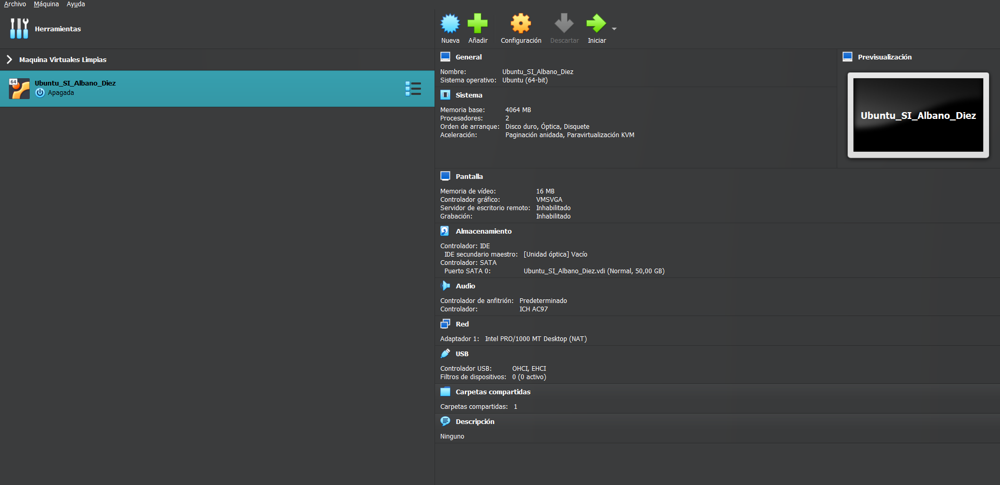 Archivo Máquina Ayuda
Herramientas
Nueva Añadir Configuración Descartar Iniciar
Maquina Virtuales Limpias
64
Ubuntu_SI_Albano_Diez
Apagada
General
Nombre: Ubuntu_SI_Albano_Diez
Sistema operativo: Ubuntu (64-bit)
Sistema
Memoria base: 4064 MB
Procesadores: 2
Orden de arranque: Disco duro, Óptica, Disquete
Aceleración: Paginación anidada, Paravirtualización KVM
Previsualización
Ubuntu_SI_Albano_Diez
Pantalla
Memoria de vídeo: 16 MB
Controlador gráfico: VMSVGA
Servidor de escritorio remoto: Inhabilitado
Grabación: Inhabilitado
Almacenamiento
Controlador: IDE
IDE secundario maestro: [Unidad óptica] Vacío
Controlador: SATA
Puerto SATA 0: Ubuntu_SI_Albano_Diez.vdi (Normal, 50,00 GB)
Audio
Controlador de anfitrión: Predeterminado
Controlador: ICH AC97
Red
Adaptador 1: Intel PRO/1000 MT Desktop (NAT)
USB
Controlador USB: OHCI, EHCI
Filtros de dispositivos: 0 (0 activo)
Carpetas compartidas
Carpetas compartidas: 1
Descripción
Ninguno